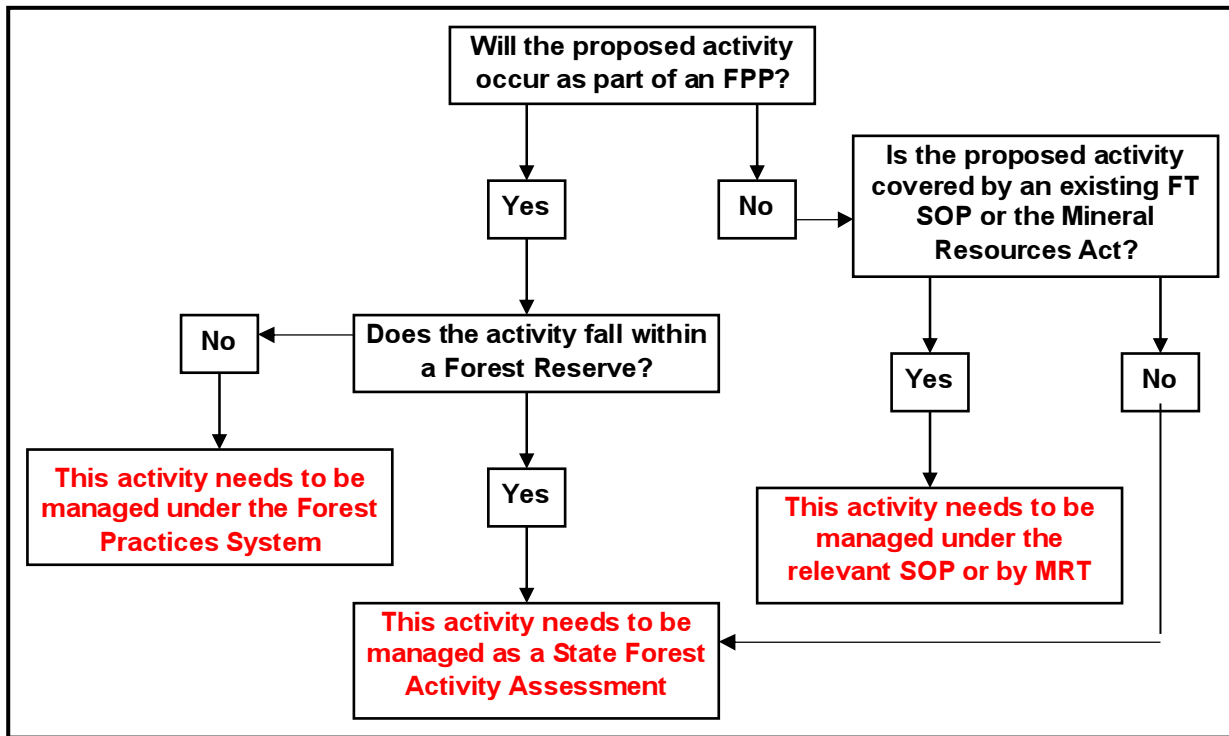 Will the proposed activity
occur as part of an FPP?
Yes
No
Is the proposed activity
covered by an existing FT
SOP or the Mineral
Resources Act?
No
Does the activity fall within
a Forest Reserve?
Yes
No
This activity needs to be
managed under the Forest
Practices System
Yes
This activity needs to be
managed under the
relevant SOP or by MRT
This activity needs to be
managed as a State Forest
Activity Assessment